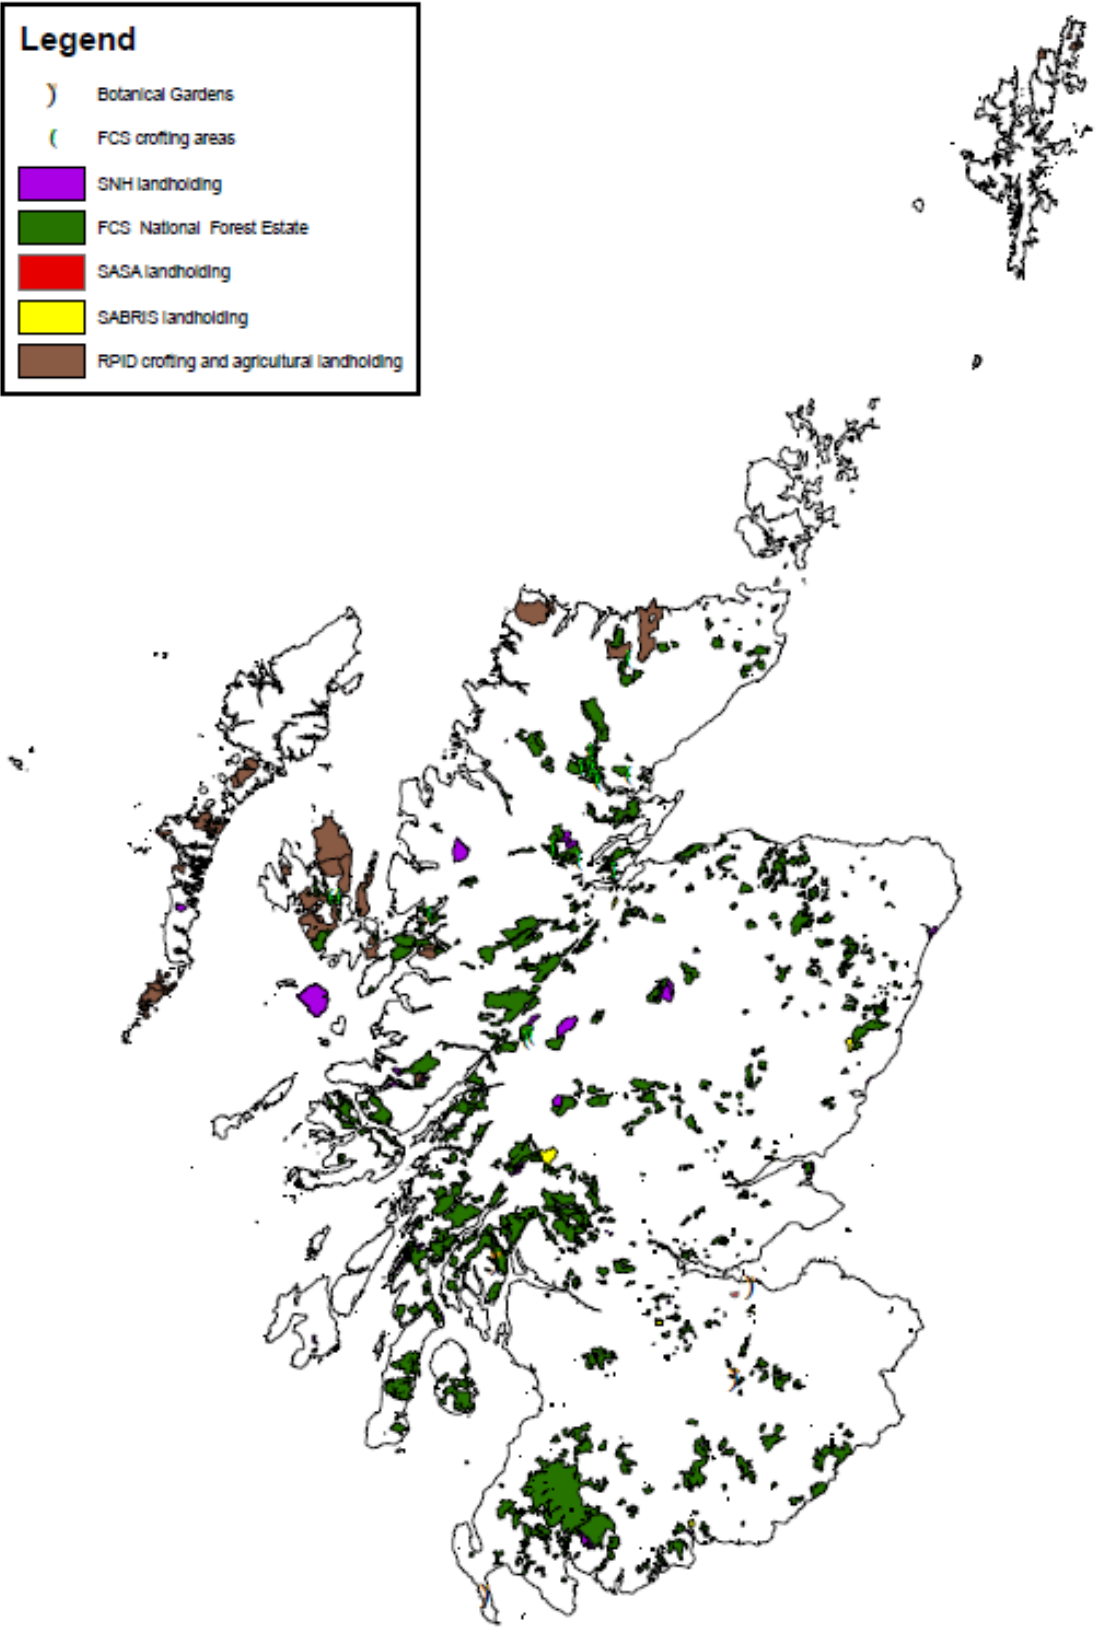 Legend
Botanical Gardens
FCS crofting areas
SNH landholding
FCS National Forest Estate
SASA landholding
SABRIS landholding
RPID crofting and agricultural landholding